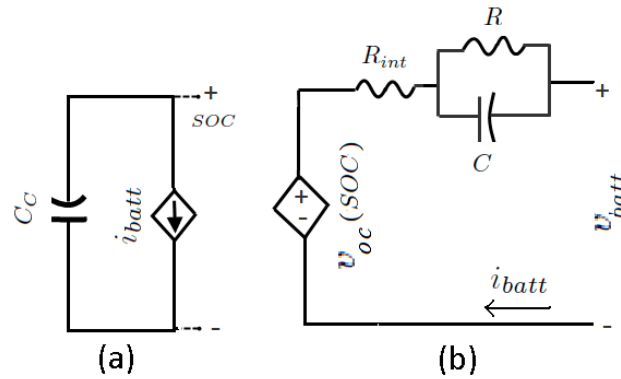 +
SOC
C_C
i_batt
-
(a)
R
R_int
C
+
+
-
v_oc(SOC)
v_batt
i_batt
-
(b)